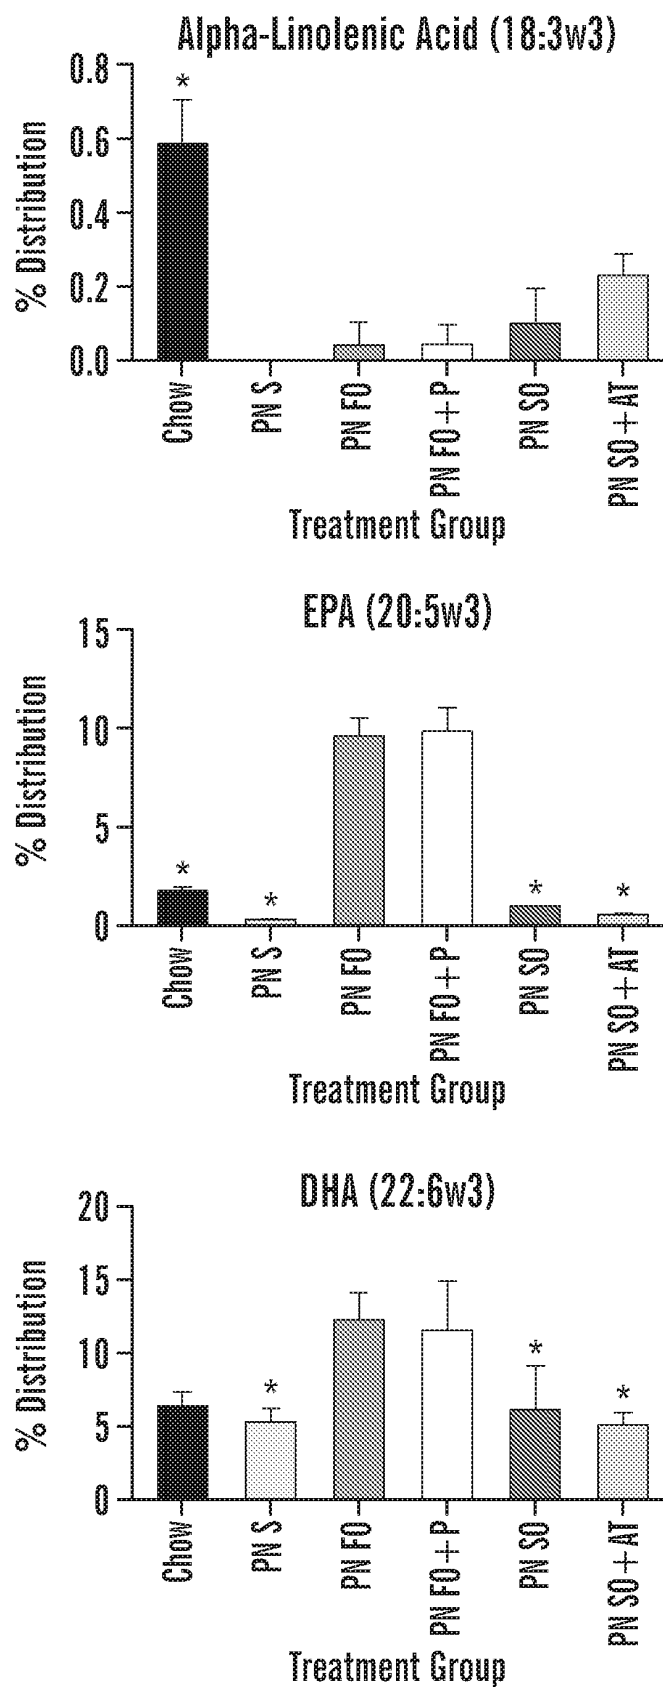 Alpha-Linolenic Acid (18:3w3)
0.8
0.6
0.4
0.2
0.0
% Distribution
*
Chow
PN S
PN FO
PN FO+P
PN SO
PN SO+AT
Treatment Group
EPA (20:5w3)
15
10
5
0
% Distribution
*
*
*
*
Chow
PN S
PN FO
PN FO+P
PN SO
PN SO+AT
Treatment Group
DHA (22:6w3)
20
15
10
5
0
% Distribution
*
*
*
Chow
PN S
PN FO
PN FO+P
PN SO
PN SO+AT
Treatment Group